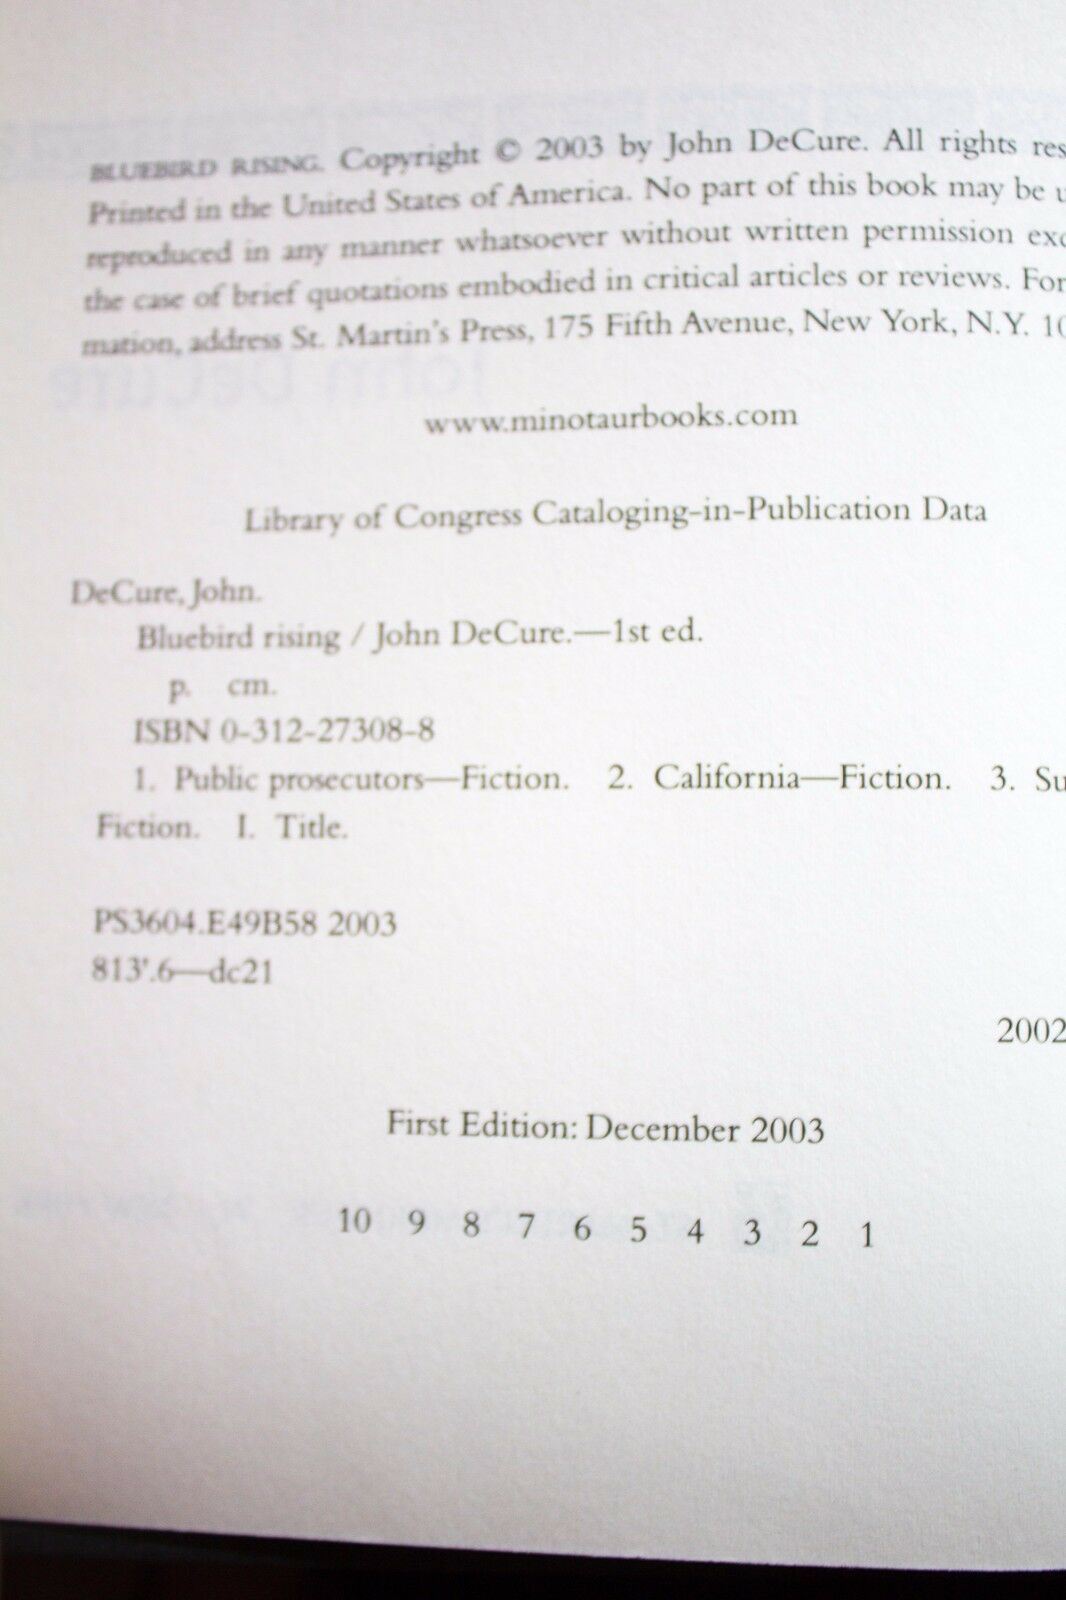 BLUEBIRD RISING. Copyright © 2003 by John DeCure. All rights res
Printed in the United States of America. No part of this book may be u
reproduced in any manner whatsoever without written permission exc
the case of brief quotations embodied in critical articles or reviews. For
mation, address St. Martin's Press, 175 Fifth Avenue, New York, N.Y. 10
www.minotaurbooks.com
Library of Congress Cataloging-in-Publication Data
DeCure, John.
Bluebird rising / John DeCure.—1st ed.
p. cm.
ISBN 0-312-27308-8
1. Public prosecutors—Fiction. 2. California—Fiction. 3. Su
Fiction. I. Title.
PS3604.E49B58 2003
813'.6—dc21
2002
First Edition: December 2003
10 9 8 7 6 5 4 3 2 1